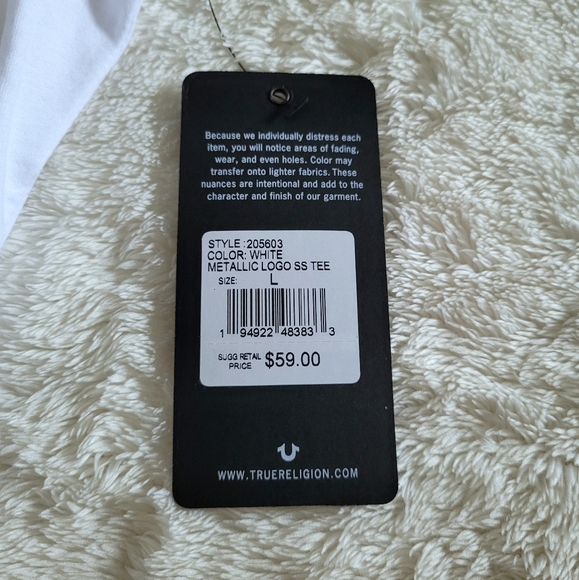 Because we individually distress each
item, you will notice areas of fading,
wear, and even holes. Color may
transfer onto lighter fabrics. These
nuances are intentional and add to the
character and finish of our garment.
STYLE :205603
COLOR: WHITE
METALLIC LOGO SS TEE
SIZE: L
1 94922 48383 3
SUGG RETAIL
PRICE $59.00
WWW.TRUERELIGION.COM